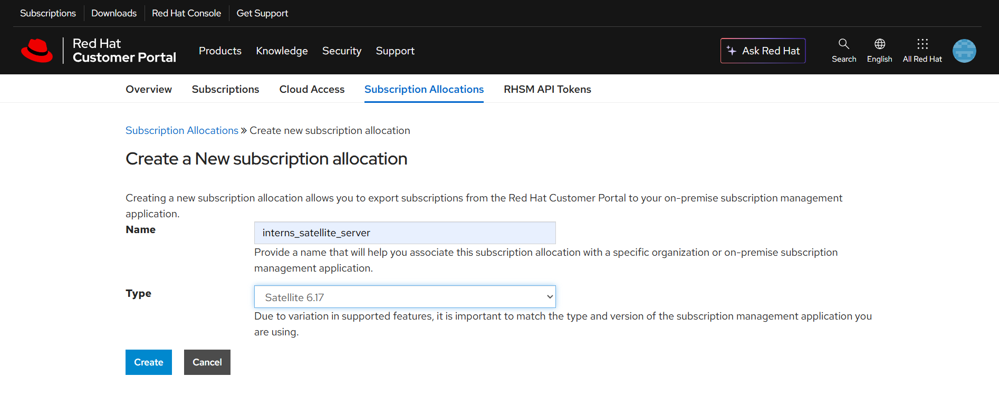 Subscriptions Downloads Red Hat Console Get Support
Red Hat
Customer Portal
Products Knowledge Security Support
Ask Red Hat
Search
English
All Red Hat
Overview Subscriptions Cloud Access Subscription Allocations RHSM API Tokens
Subscription Allocations » Create new subscription allocation
Create a New subscription allocation
Creating a new subscription allocation allows you to export subscriptions from the Red Hat Customer Portal to your on-premise subscription management
application.
Name
interns_satellite_server
Provide a name that will help you associate this subscription allocation with a specific organization or on-premise subscription
management application.
Type
Satellite 6.17
Due to variation in supported features, it is important to match the type and version of the subscription management application you
are using.
Create
Cancel